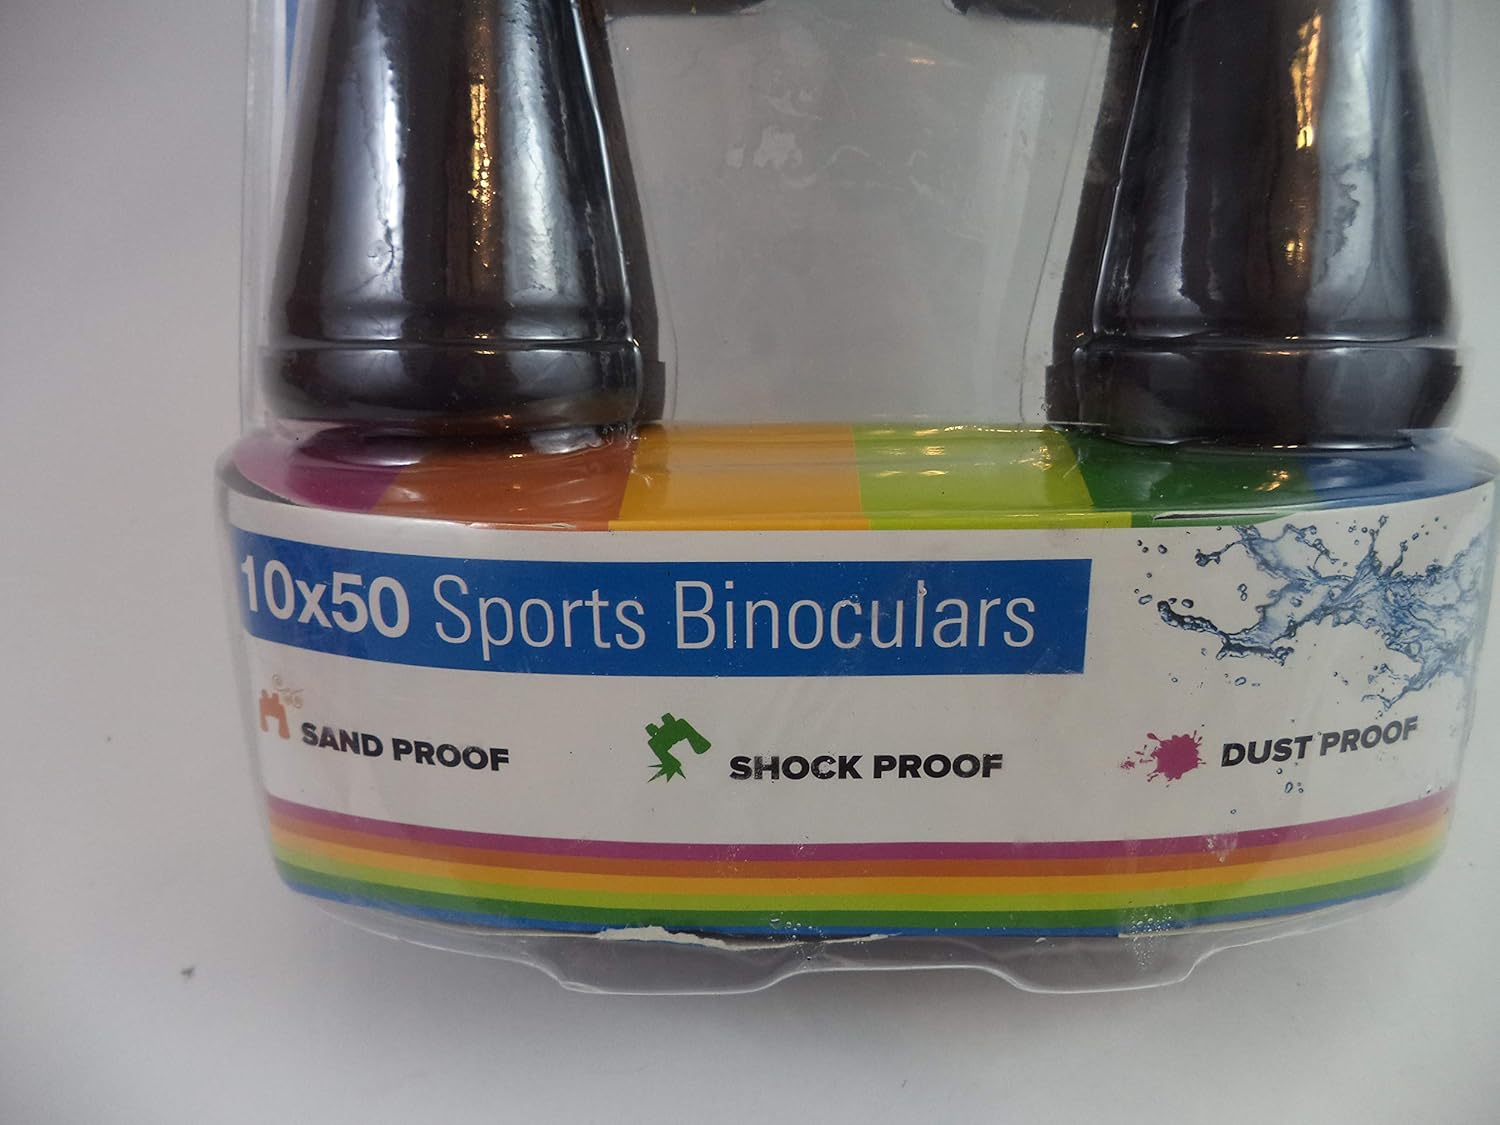 10x50 Sports Binoculars
SAND PROOF
SHOCK PROOF
DUST PROOF